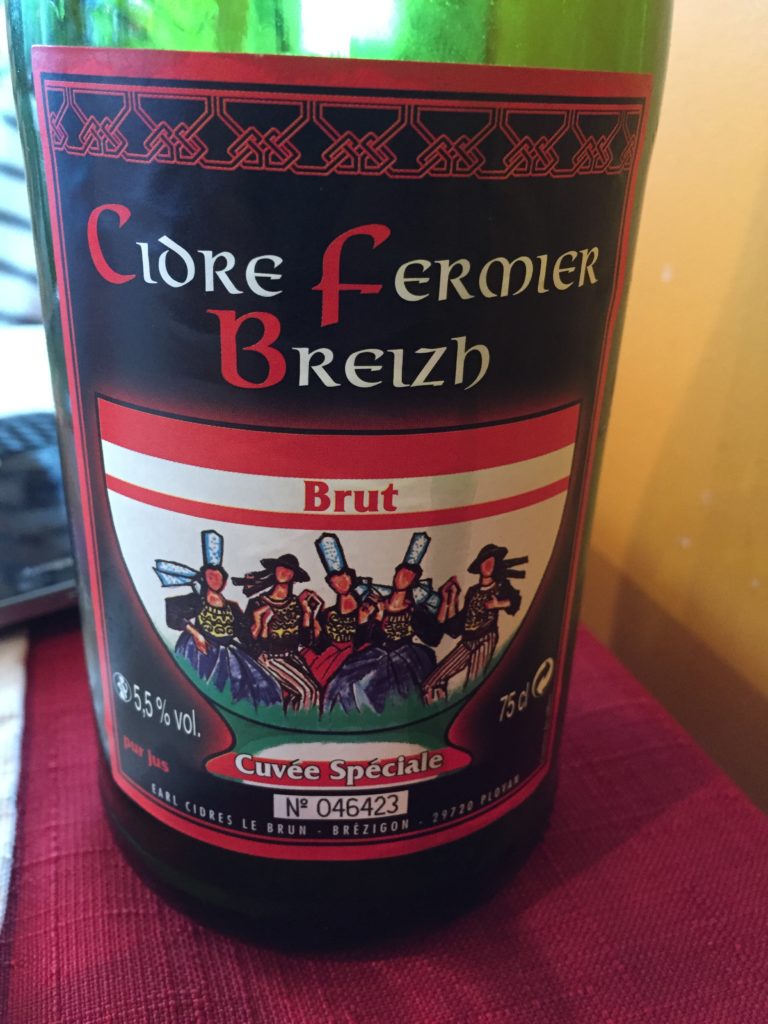 Cidre Fermier
Breizh
Brut
5,5% vol.
75 cl
pur jus
Cuvée Spéciale
Nº 046423
EARL CIDRES LE BRUN - BRÉZIGON - 29720 PLOVAN